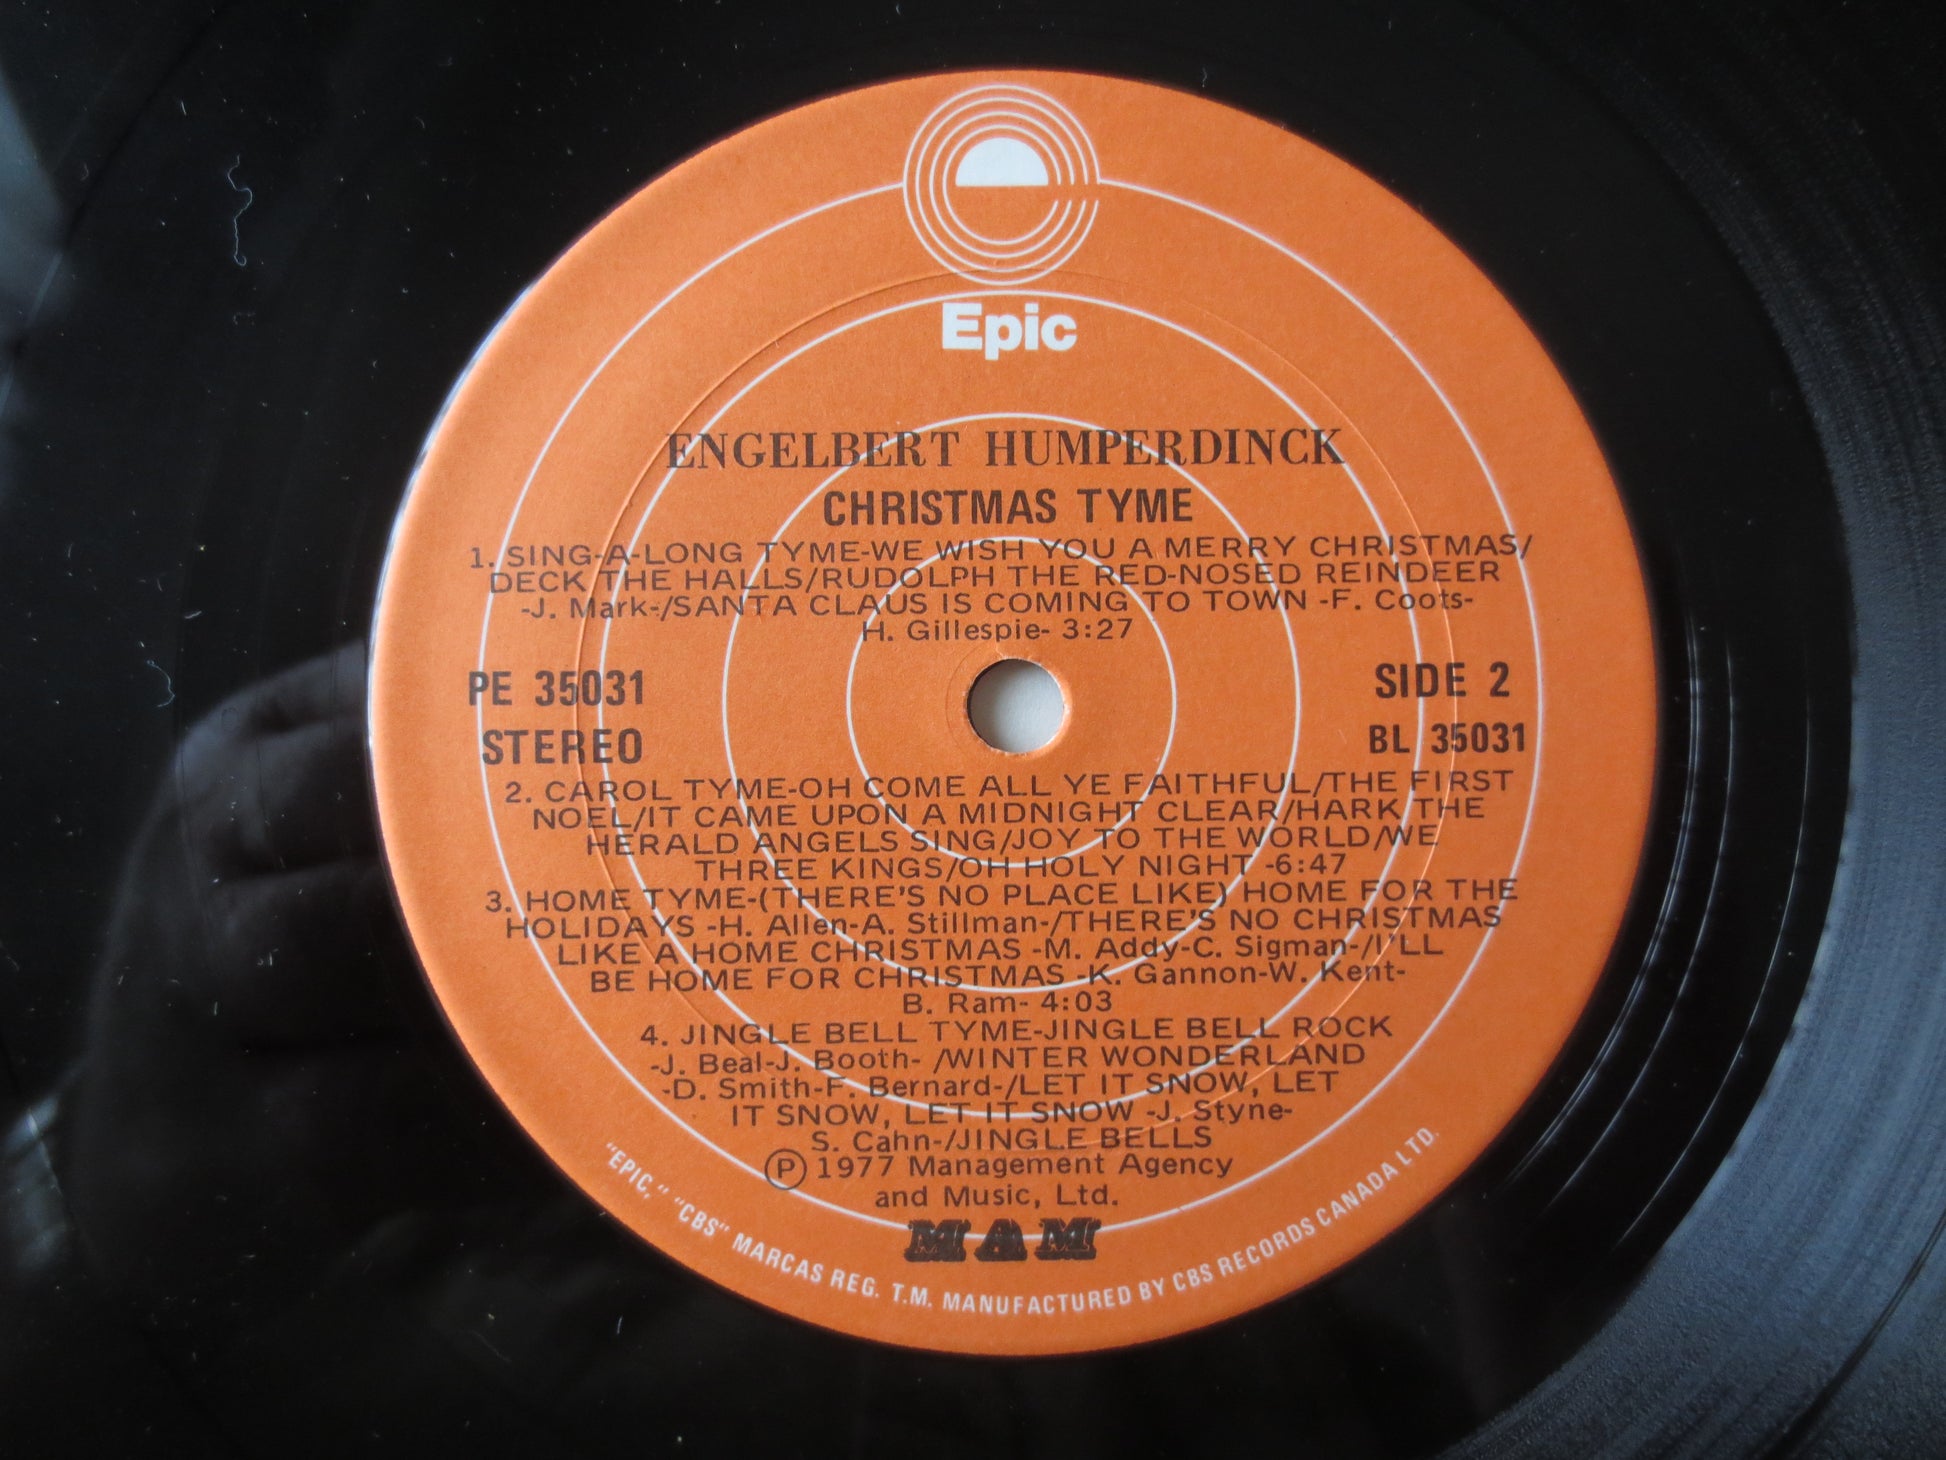 Epic
ENGELBERT HUMPERDINCK
CHRISTMAS TYME
1. SING-A-LONG TYME-WE WISH YOU A MERRY CHRISTMAS/
DECK THE HALLS/RUDOLPH THE RED-NOSED REINDEER
-J. Mark-/SANTA CLAUS IS COMING TO TOWN -F. Coots-
H. Gillespie- 3:27
PE 35031
SIDE 2
STEREO
BL 35031
2. CAROL TYME-OH COME ALL YE FAITHFUL/THE FIRST
NOEL/IT CAME UPON A MIDNIGHT CLEAR/HARK THE
HERALD ANGELS SING/JOY TO THE WORLD/WE
THREE KINGS/OH HOLY NIGHT -6:47
3. HOME TYME-(THERE'S NO PLACE LIKE) HOME FOR THE
HOLIDAYS -H. Allen-A. Stillman-/THERE'S NO CHRISTMAS
LIKE A HOME CHRISTMAS -M. Addy-C. Sigman-/I'LL
BE HOME FOR CHRISTMAS -K. Gannon-W. Kent-
B. Ram- 4:03
4. JINGLE BELL TYME-JINGLE BELL ROCK
-J. Beal-J. Booth- /WINTER WONDERLAND
-D. Smith-F. Bernard-/LET IT SNOW, LET
IT SNOW, LET IT SNOW -J. Styne-
S. Cahn-/JINGLE BELLS
Ⓟ 1977 Management Agency
and Music, Ltd.
MAM
"EPIC," "CBS" MARCAS REG. T.M. MANUFACTURED BY CBS RECORDS CANADA LTD.